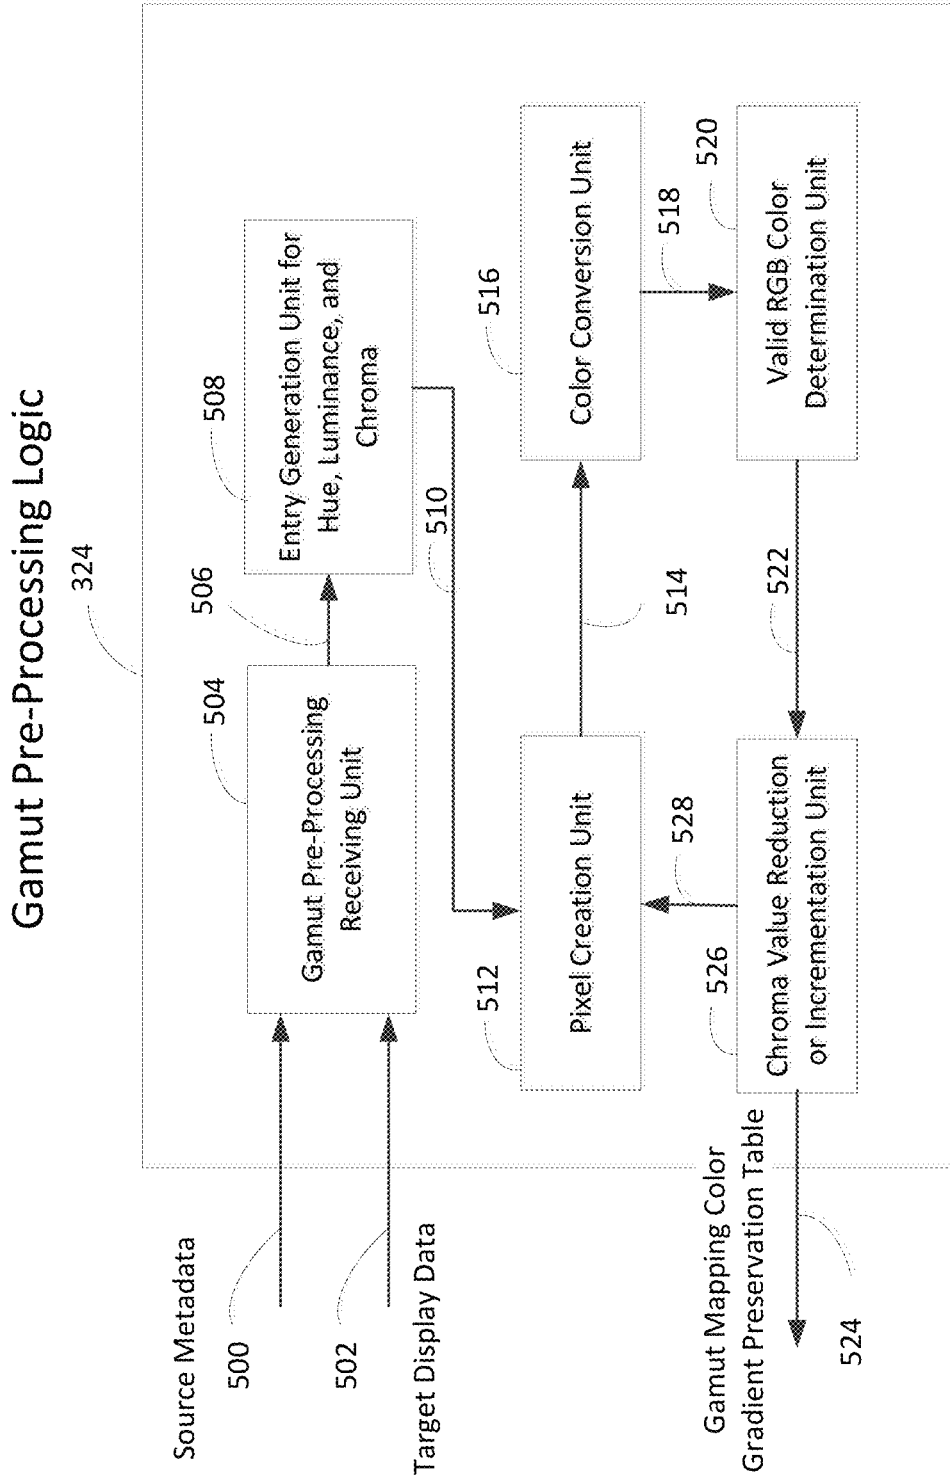 Gamut Pre-Processing Logic
324
Source Metadata
500
502
Target Display Data
504
Gamut Pre-Processing
Receiving Unit
506
508
Entry Generation Unit for
Hue, Luminance, and
Chroma
510
512
Pixel Creation Unit
514
516
Color Conversion Unit
518
520
Valid RGB Color
Determination Unit
522
526
Chroma Value Reduction
or Incrementation Unit
528
Gamut Mapping Color
Gradient Preservation Table
524